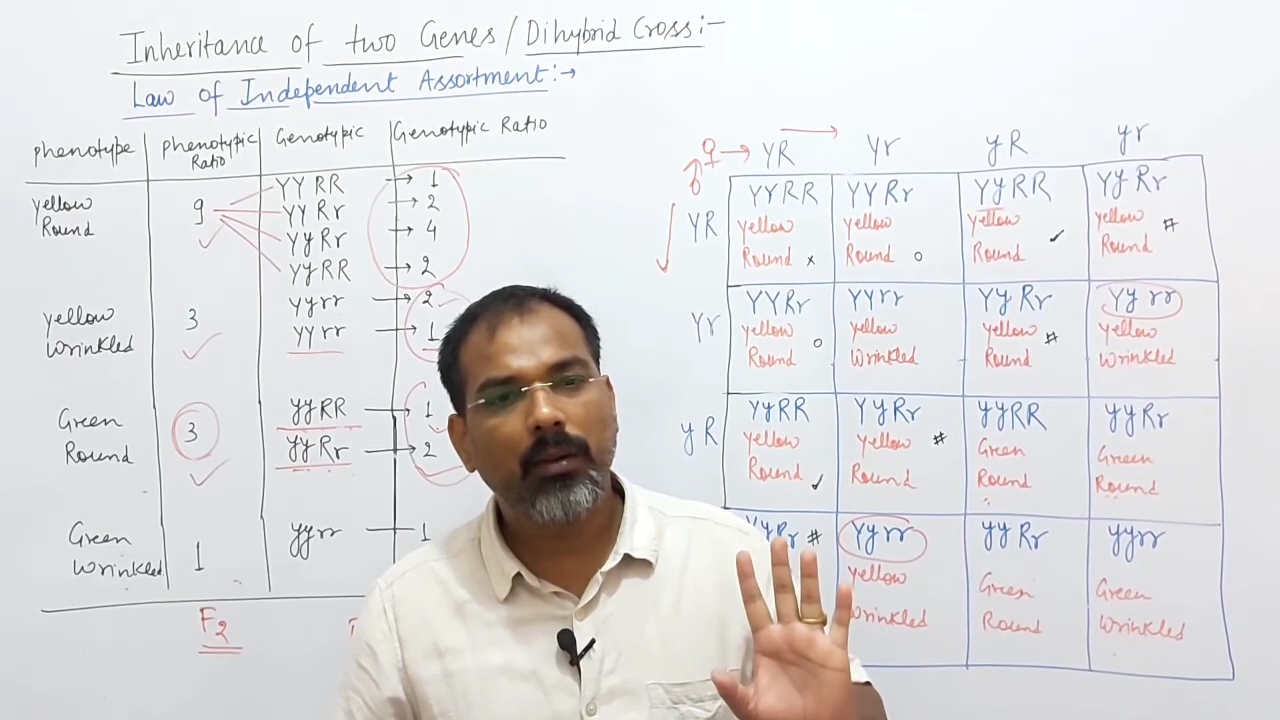 Inheritance of two Genes / Dihybrid Cross:-
Law of Independent Assortment:→
phenotype Phenotypic Ratio Genotypic Genotypic Ratio
yellow Round 9 YYRR → 1
YYRr → 2
YyRr → 4
YyRR → 2
yellow wrinkled 3 Yyrr → 2
YYrr → 1
Green Round 3 yyRR → 1
yyRr → 2
Green wrinkled 1 yyrr 1
F2
♀ → YR Yr yR yr
♂
YR YYRR YYRr YyRR YyRr
yellow yellow yellow yellow
Round x Round o Round ✓ Round #
Yr YYRr YYrr YyRr Yyrr
yellow yellow yellow yellow
Round o wrinkled Round # wrinkled
yR YyRR YyRr yyRR yyRr
yellow yellow # Green Green
Round ✓ Round Round Round
YyRr # Yyrr yyRr yyrr
yellow Green Green
wrinkled Round wrinkled